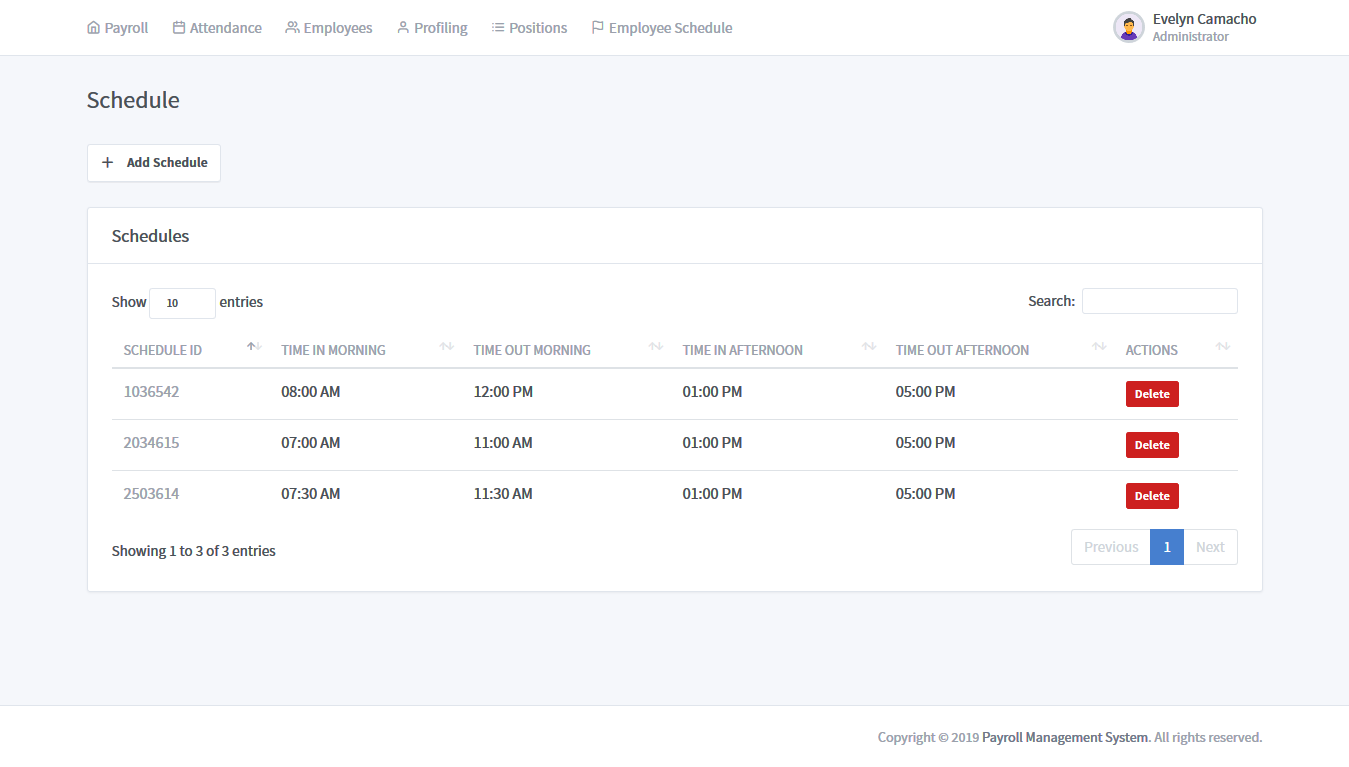 Payroll Attendance Employees Profiling Positions Employee Schedule Evelyn Camacho
Administrator
Schedule
Add Schedule
Schedules
Show 10 entries Search:
SCHEDULE ID TIME IN MORNING TIME OUT MORNING TIME IN AFTERNOON TIME OUT AFTERNOON ACTIONS
1036542 08:00 AM 12:00 PM 01:00 PM 05:00 PM Delete
2034615 07:00 AM 11:00 AM 01:00 PM 05:00 PM Delete
2503614 07:30 AM 11:30 AM 01:00 PM 05:00 PM Delete
Showing 1 to 3 of 3 entries Previous 1 Next
Copyright © 2019 Payroll Management System. All rights reserved.